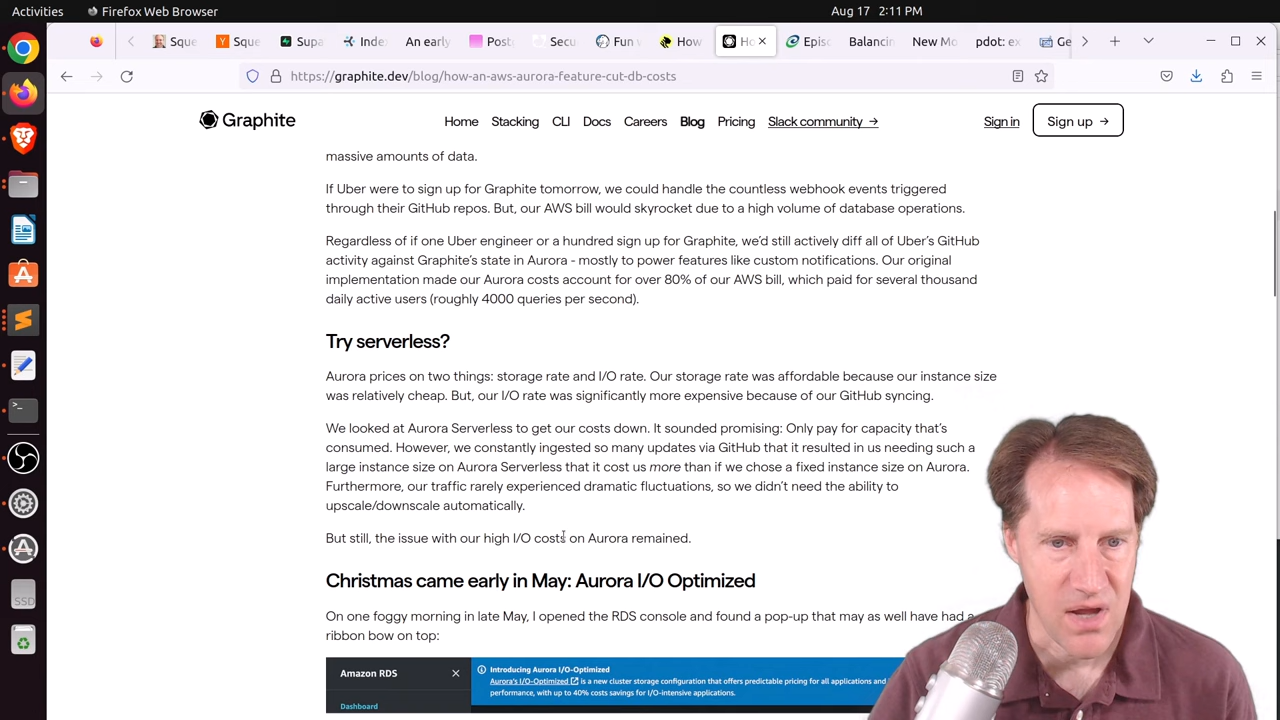 Activities
Firefox Web Browser
Aug 17 2:11 PM
Sque
Sque
Supa
Index
An early
Post
Secu
Fun w
How
Ho
Episo
Balancin
New Mo
pdot: ex
Ge
https://graphite.dev/blog/how-an-aws-aurora-feature-cut-db-costs
Graphite
Home
Stacking
CLI
Docs
Careers
Blog
Pricing
Slack community →
Sign in
Sign up →
massive amounts of data.
If Uber were to sign up for Graphite tomorrow, we could handle the countless webhook events triggered
through their GitHub repos. But, our AWS bill would skyrocket due to a high volume of database operations.
Regardless of if one Uber engineer or a hundred sign up for Graphite, we'd still actively diff all of Uber's GitHub
activity against Graphite's state in Aurora - mostly to power features like custom notifications. Our original
implementation made our Aurora costs account for over 80% of our AWS bill, which paid for several thousand
daily active users (roughly 4000 queries per second).
Try serverless?
Aurora prices on two things: storage rate and I/O rate. Our storage rate was affordable because our instance size
was relatively cheap. But, our I/O rate was significantly more expensive because of our GitHub syncing.
We looked at Aurora Serverless to get our costs down. It sounded promising: Only pay for capacity that's
consumed. However, we constantly ingested so many updates via GitHub that it resulted in us needing such a
large instance size on Aurora Serverless that it cost us more than if we chose a fixed instance size on Aurora.
Furthermore, our traffic rarely experienced dramatic fluctuations, so we didn't need the ability to
upscale/downscale automatically.
But still, the issue with our high I/O costs on Aurora remained.
Christmas came early in May: Aurora I/O Optimized
On one foggy morning in late May, I opened the RDS console and found a pop-up that may as well have had a
ribbon bow on top:
Amazon RDS
Dashboard
Introducing Aurora I/O-Optimized
Aurora's I/O-Optimized is a new cluster storage configuration that offers predictable pricing for all applications and
performance, with up to 40% costs savings for I/O-intensive applications.
SSD